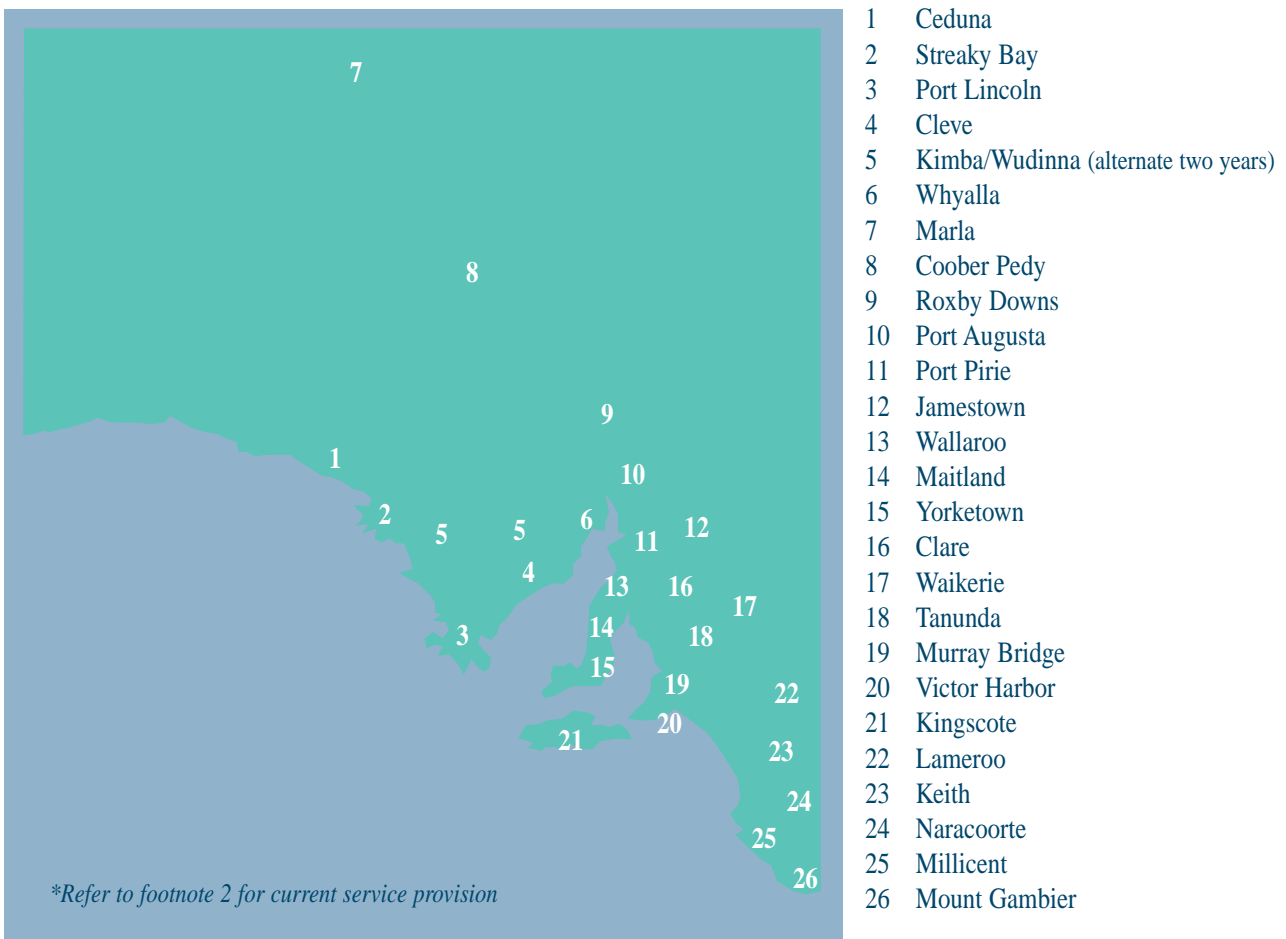 7
8
9
1
10
2
5
5
6
12
11
4
13
16
17
14
3
18
15
19
22
20
21
23
24
25
26
*Refer to footnote 2 for current service provision
1 Ceduna
2 Streaky Bay
3 Port Lincoln
4 Cleve
5 Kimba/Wudinna (alternate two years)
6 Whyalla
7 Marla
8 Coober Pedy
9 Roxby Downs
10 Port Augusta
11 Port Pirie
12 Jamestown
13 Wallaroo
14 Maitland
15 Yorketown
16 Clare
17 Waikerie
18 Tanunda
19 Murray Bridge
20 Victor Harbor
21 Kingscote
22 Lameroo
23 Keith
24 Naracoorte
25 Millicent
26 Mount Gambier